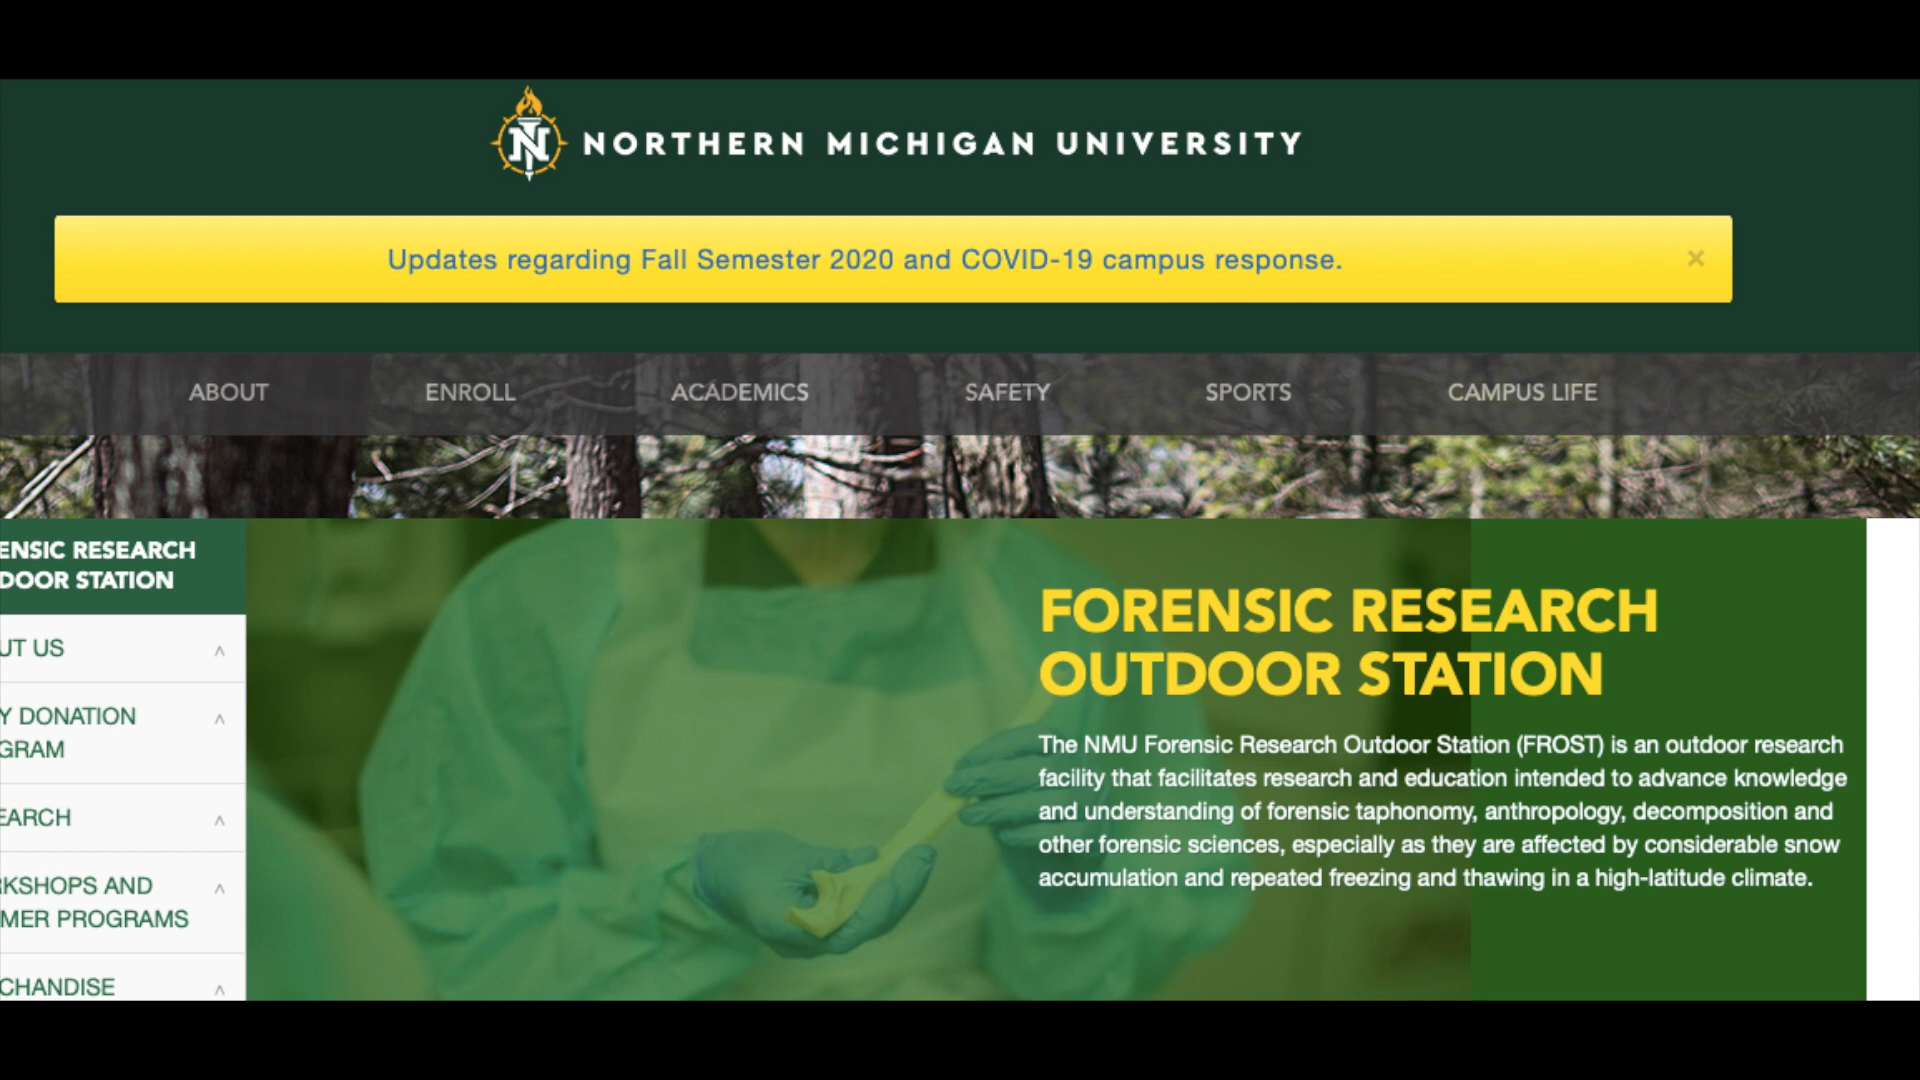 NORTHERN MICHIGAN UNIVERSITY
Updates regarding Fall Semester 2020 and COVID-19 campus response.
×
ABOUT ENROLL ACADEMICS SAFETY SPORTS CAMPUS LIFE
ENSIC RESEARCH
DOOR STATION
UT US
Y DONATION
GRAM
EARCH
RKSHOPS AND
MER PROGRAMS
CHANDISE
FORENSIC RESEARCH
OUTDOOR STATION
The NMU Forensic Research Outdoor Station (FROST) is an outdoor research
facility that facilitates research and education intended to advance knowledge
and understanding of forensic taphonomy, anthropology, decomposition and
other forensic sciences, especially as they are affected by considerable snow
accumulation and repeated freezing and thawing in a high-latitude climate.